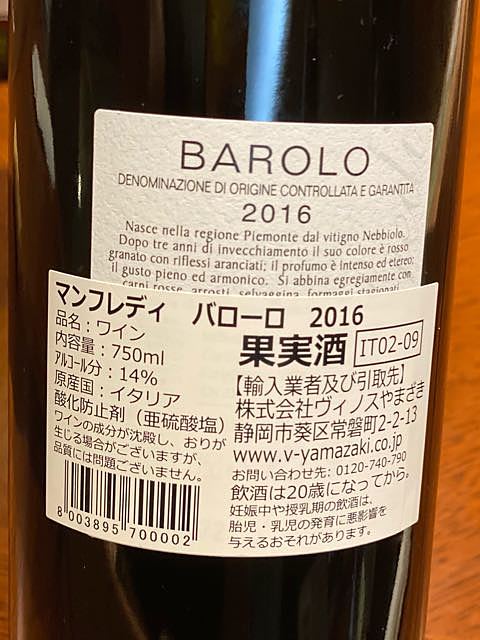 BAROLO
DENOMINAZIONE DI ORIGINE CONTROLLATA E GARANTITA
2016
Nasce nella regione Piemonte dal vitigno Nebbiolo.
Dopo tre anni di invecchiamento il suo colore è rosso
granato con riflessi aranciati; il profumo è intenso ed etereo;
il gusto pieno ed armonico. Si abbina egregiamente con
carni rosse, arrosti, selvaggina, formaggi stagionati.
マンフレディ バローロ 2016
品名：ワイン
内容量：750ml
アルコール分：14%
原産国：イタリア
酸化防止剤（亜硫酸塩）
ワインの成分が沈殿し、おりが
生じる場合がございますが、
品質には問題ございません。
8 003895 700002
果実酒 IT02-09
【輸入業者及び引取先】
株式会社ヴィノスやまざき
静岡市葵区常磐町2-2-13
www.v-yamazaki.co.jp
お問い合わせ先：0120-740-790
飲酒は20歳になってから。
妊娠中や授乳期の飲酒は、
胎児・乳児の発育に悪影響を
与えるおそれがあります。